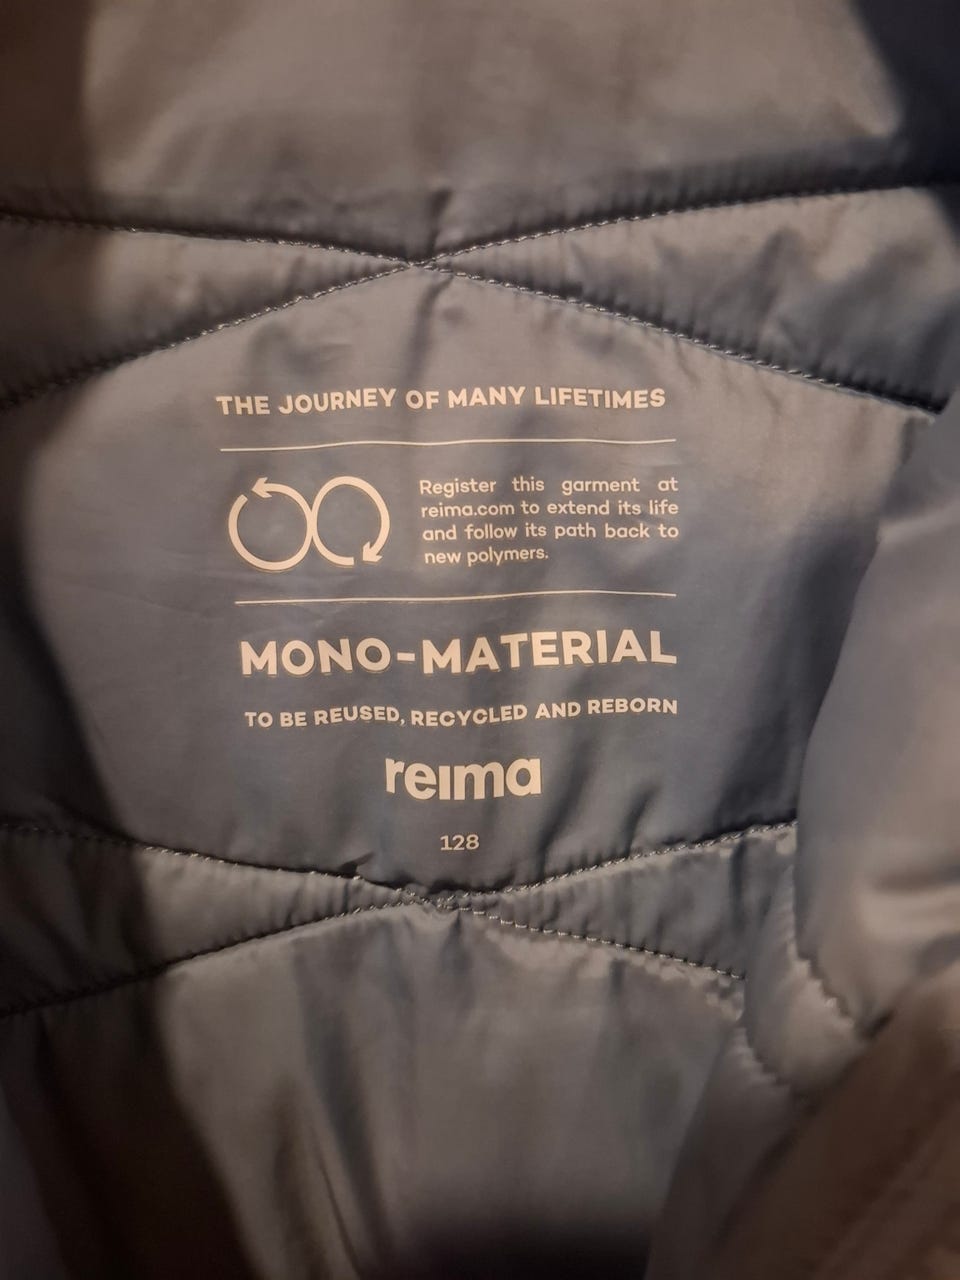 THE JOURNEY OF MANY LIFETIMES
Register this garment at
reima.com to extend its life
and follow its path back to
new polymers.
MONO-MATERIAL
TO BE REUSED, RECYCLED AND REBORN
reima
128